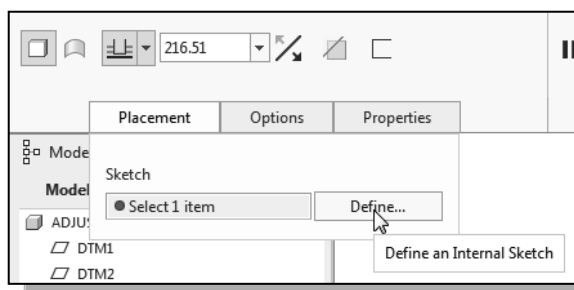 216.51
Placement Options Properties
Mode
Sketch
Model
Select 1 item Define...
ADJUS
Define an Internal Sketch
DTM1
DTM2